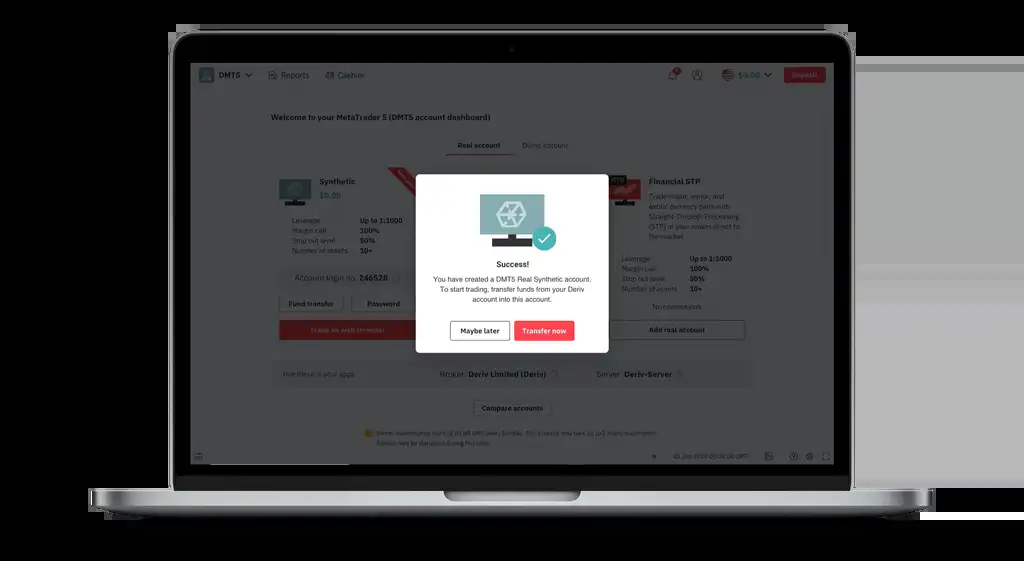 DMT5
Reports
Cashier
Deposit
Welcome to your MetaTrader 5 (DMT5 account dashboard)
Real account
Demo account
Synthetic
$0.00
Leverage Up to 1:1000
Margin call 100%
Stop out level 50%
Number of assets 10+
Account login no. 246528
Fund transfer
Password
Trade on web terminal
Success!
You have created a DMT5 Real Synthetic account.
To start trading, transfer funds from your Deriv
account into this account.
Maybe later
Transfer now
Financial STP
Trade major, minor, and
exotic currency pairs with
Straight-Through Processing
(STP) of your orders direct to
the market.
Leverage Up to 1:1000
Margin call 100%
Stop out level 50%
Number of assets 10+
No commission
Add real account
Use these in your apps
Broker: Deriv Limited (Deriv)
Server: Deriv-Server
Compare accounts